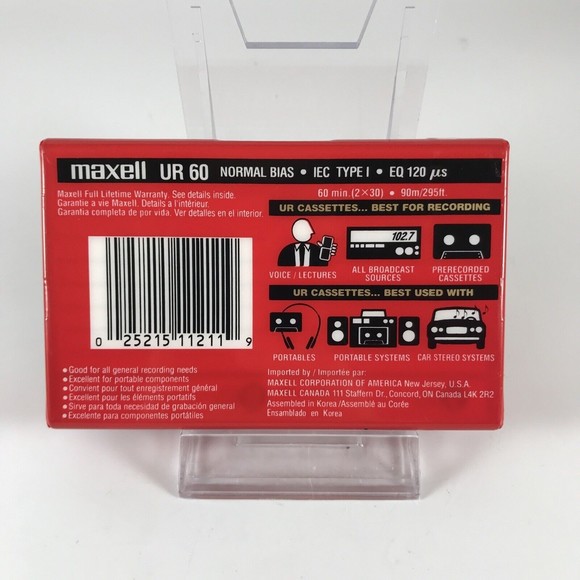 maxell UR 60 NORMAL BIAS • IEC TYPE I • EQ 120 µs
Maxell Full Lifetime Warranty. See details inside.
Garantie a vie Maxell. Details a l'intérieur.
Garantia completa de por vida. Ver detalles en el interior.
60 min. (2×30) • 90m/295ft.
UR CASSETTES... BEST FOR RECORDING
102.7
VOICE / LECTURES
ALL BROADCAST SOURCES
PRERECORDED CASSETTES
UR CASSETTES... BEST USED WITH
PORTABLES
PORTABLE SYSTEMS
CAR STEREO SYSTEMS
0 25215 11211 9
• Good for all general recording needs
• Excellent for portable components
• Convient pour tout enregistrement général
• Excellent pour les éléments portatifs
• Sirve para toda necesidad de grabación general
• Excelente para componentes portátiles
Imported by / Importée par:
MAXELL CORPORATION OF AMERICA New Jersey, U.S.A.
MAXELL CANADA 111 Staffern Dr., Concord, ON Canada L4K 2R2
Assembled in Korea/Assemblé au Corée
Ensamblado en Korea